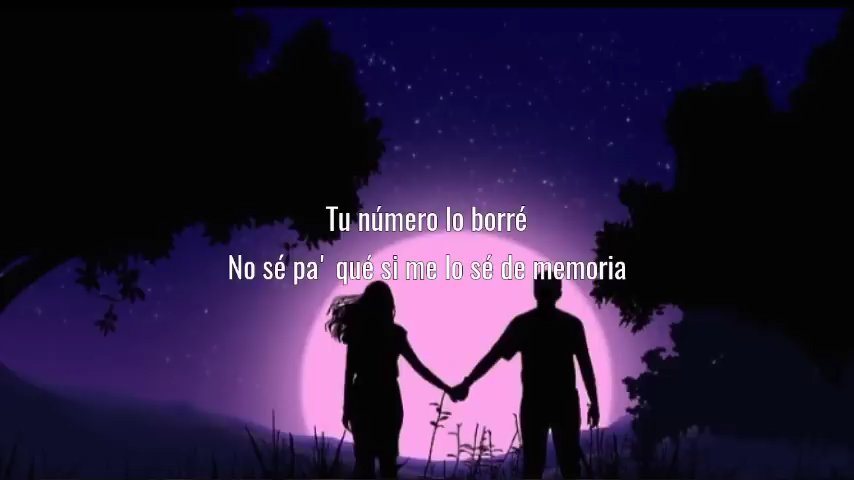 Tu número lo borré
No sé pa' qué si me lo sé de memoria